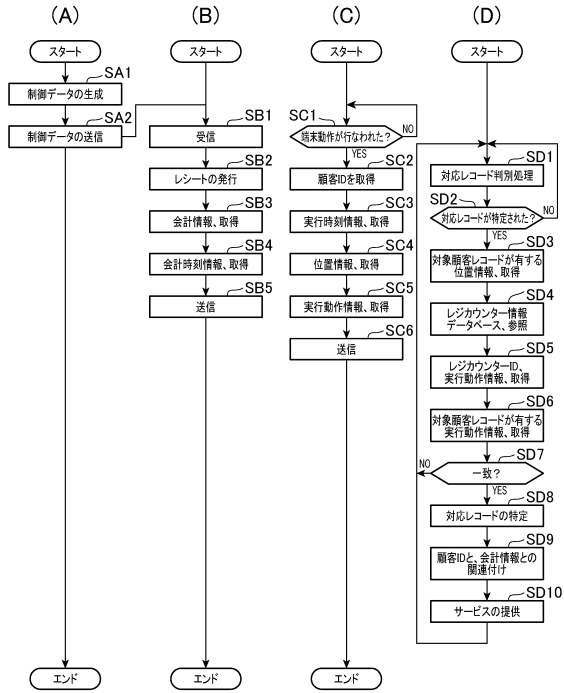 (A)
スタート
SA1
制御データの生成
SA2
制御データの送信
エンド
(B)
スタート
SB1
受信
SB2
レシートの発行
SB3
会計情報、取得
SB4
会計時刻情報、取得
SB5
送信
エンド
(C)
スタート
SC1
端末動作が行なわれた?
NO
YES
SC2
顧客IDを取得
SC3
実行時刻情報、取得
SC4
位置情報、取得
SC5
実行動作情報、取得
SC6
送信
エンド
(D)
スタート
SD1
対応レコード判別処理
SD2
対応レコードが特定された?
NO
YES
SD3
対象顧客レコードが有する
位置情報、取得
SD4
レジカウンター情報
データベース、参照
SD5
レジカウンターID、
実行動作情報、取得
SD6
対象顧客レコードが有する
実行動作情報、取得
SD7
一致?
NO
YES
SD8
対応レコードの特定
SD9
顧客IDと、会計情報との
関連付け
SD10
サービスの提供
エンド